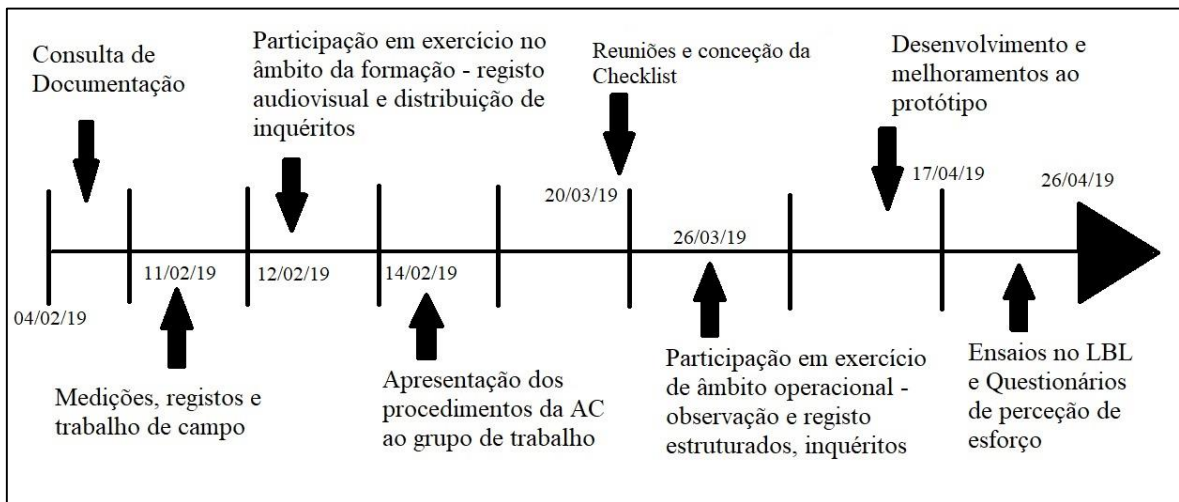 Consulta de
Documentação
Participação em exercício no
âmbito da formação - registo
audiovisual e distribuição de
inquéritos
Reuniões e conceção da
Checklist
Desenvolvimento e
melhoramentos ao
protótipo
20/03/19
17/04/19
26/04/19
04/02/19
11/02/19
12/02/19
14/02/19
26/03/19
Medições, registos e
trabalho de campo
Apresentação dos
procedimentos da AC
ao grupo de trabalho
Participação em exercício
de âmbito operacional -
observação e registo
estruturados, inquéritos
Ensaios no LBL
e Questionários
de perceção de
esforço